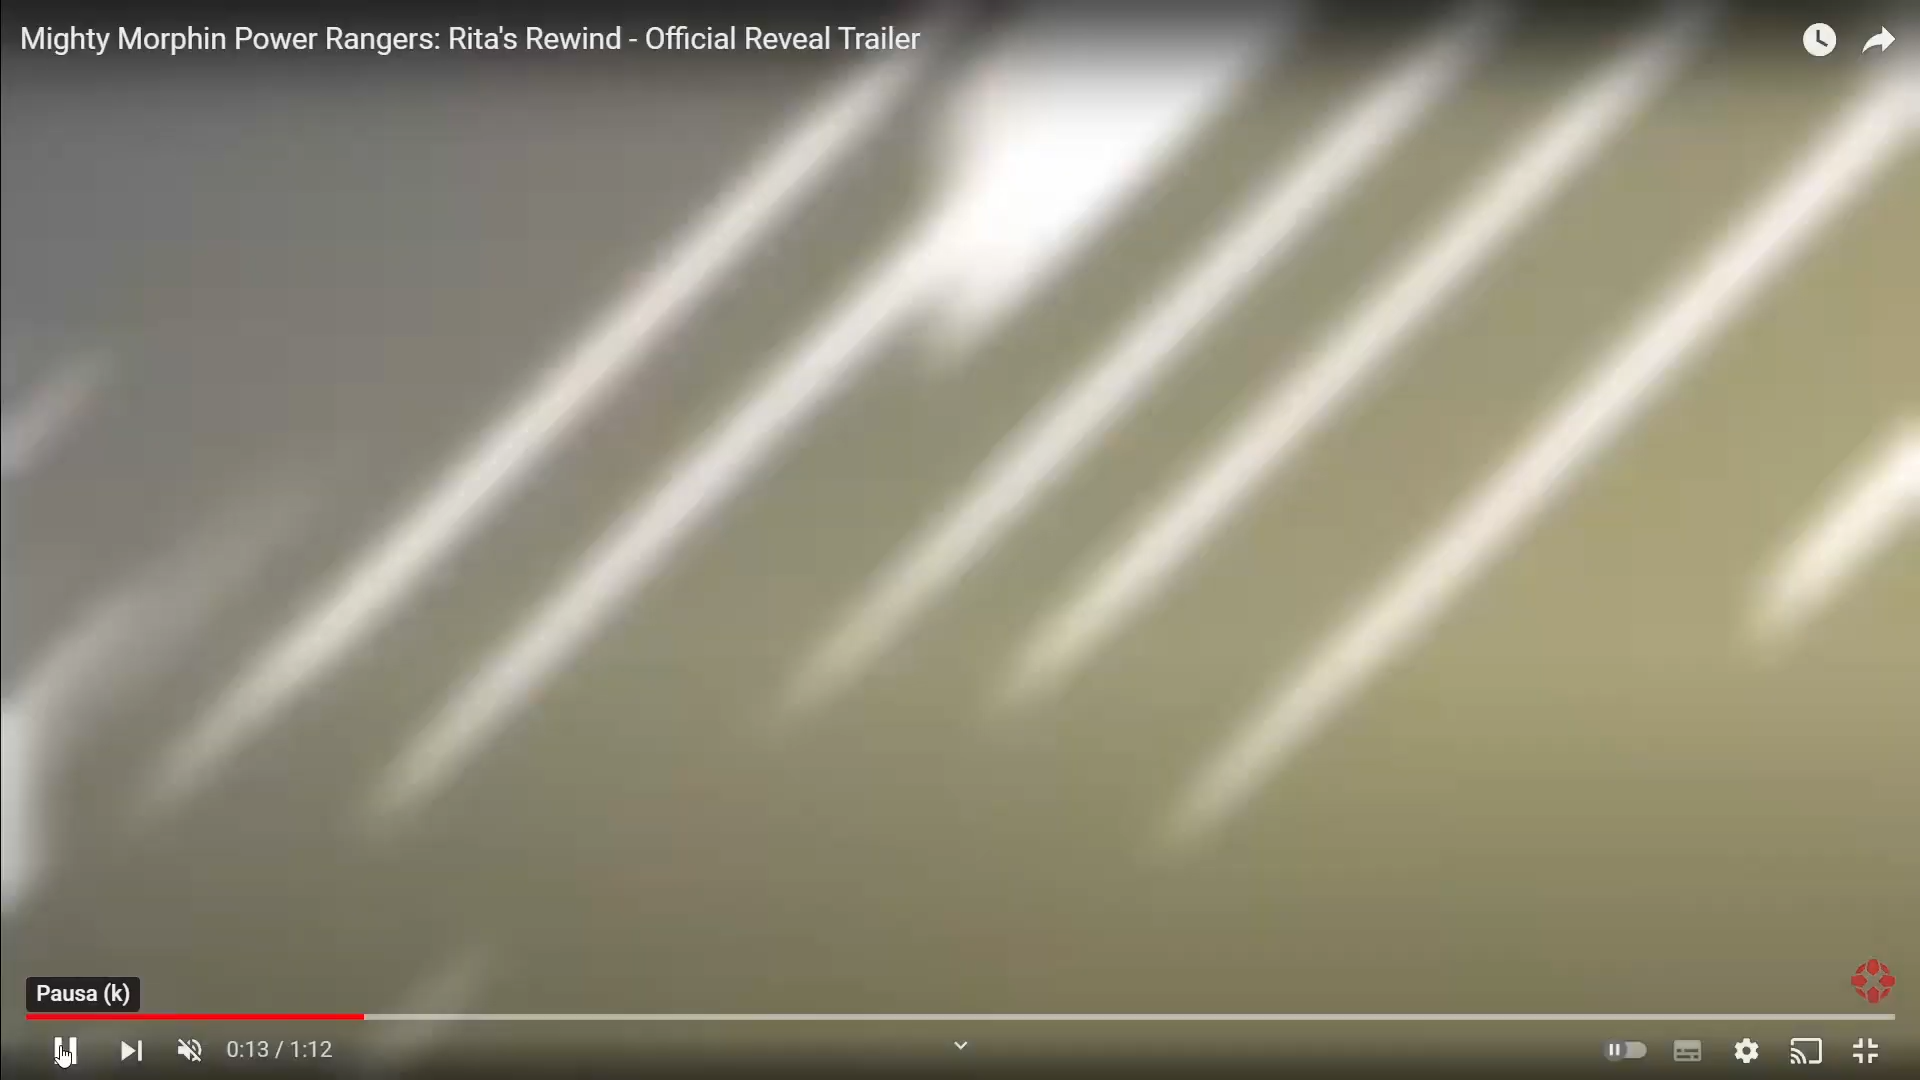 Mighty Morphin Power Rangers: Rita's Rewind - Official Reveal Trailer
Pausa (k)
0:13 / 1:12